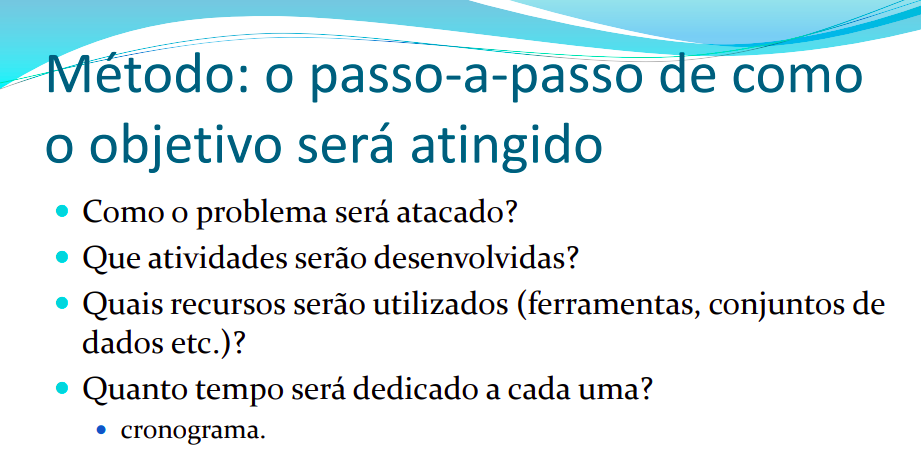 Método: o passo-a-passo de como
o objetivo será atingido
Como o problema será atacado?
Que atividades serão desenvolvidas?
Quais recursos serão utilizados (ferramentas, conjuntos de
dados etc.)?
Quanto tempo será dedicado a cada uma?
cronograma.